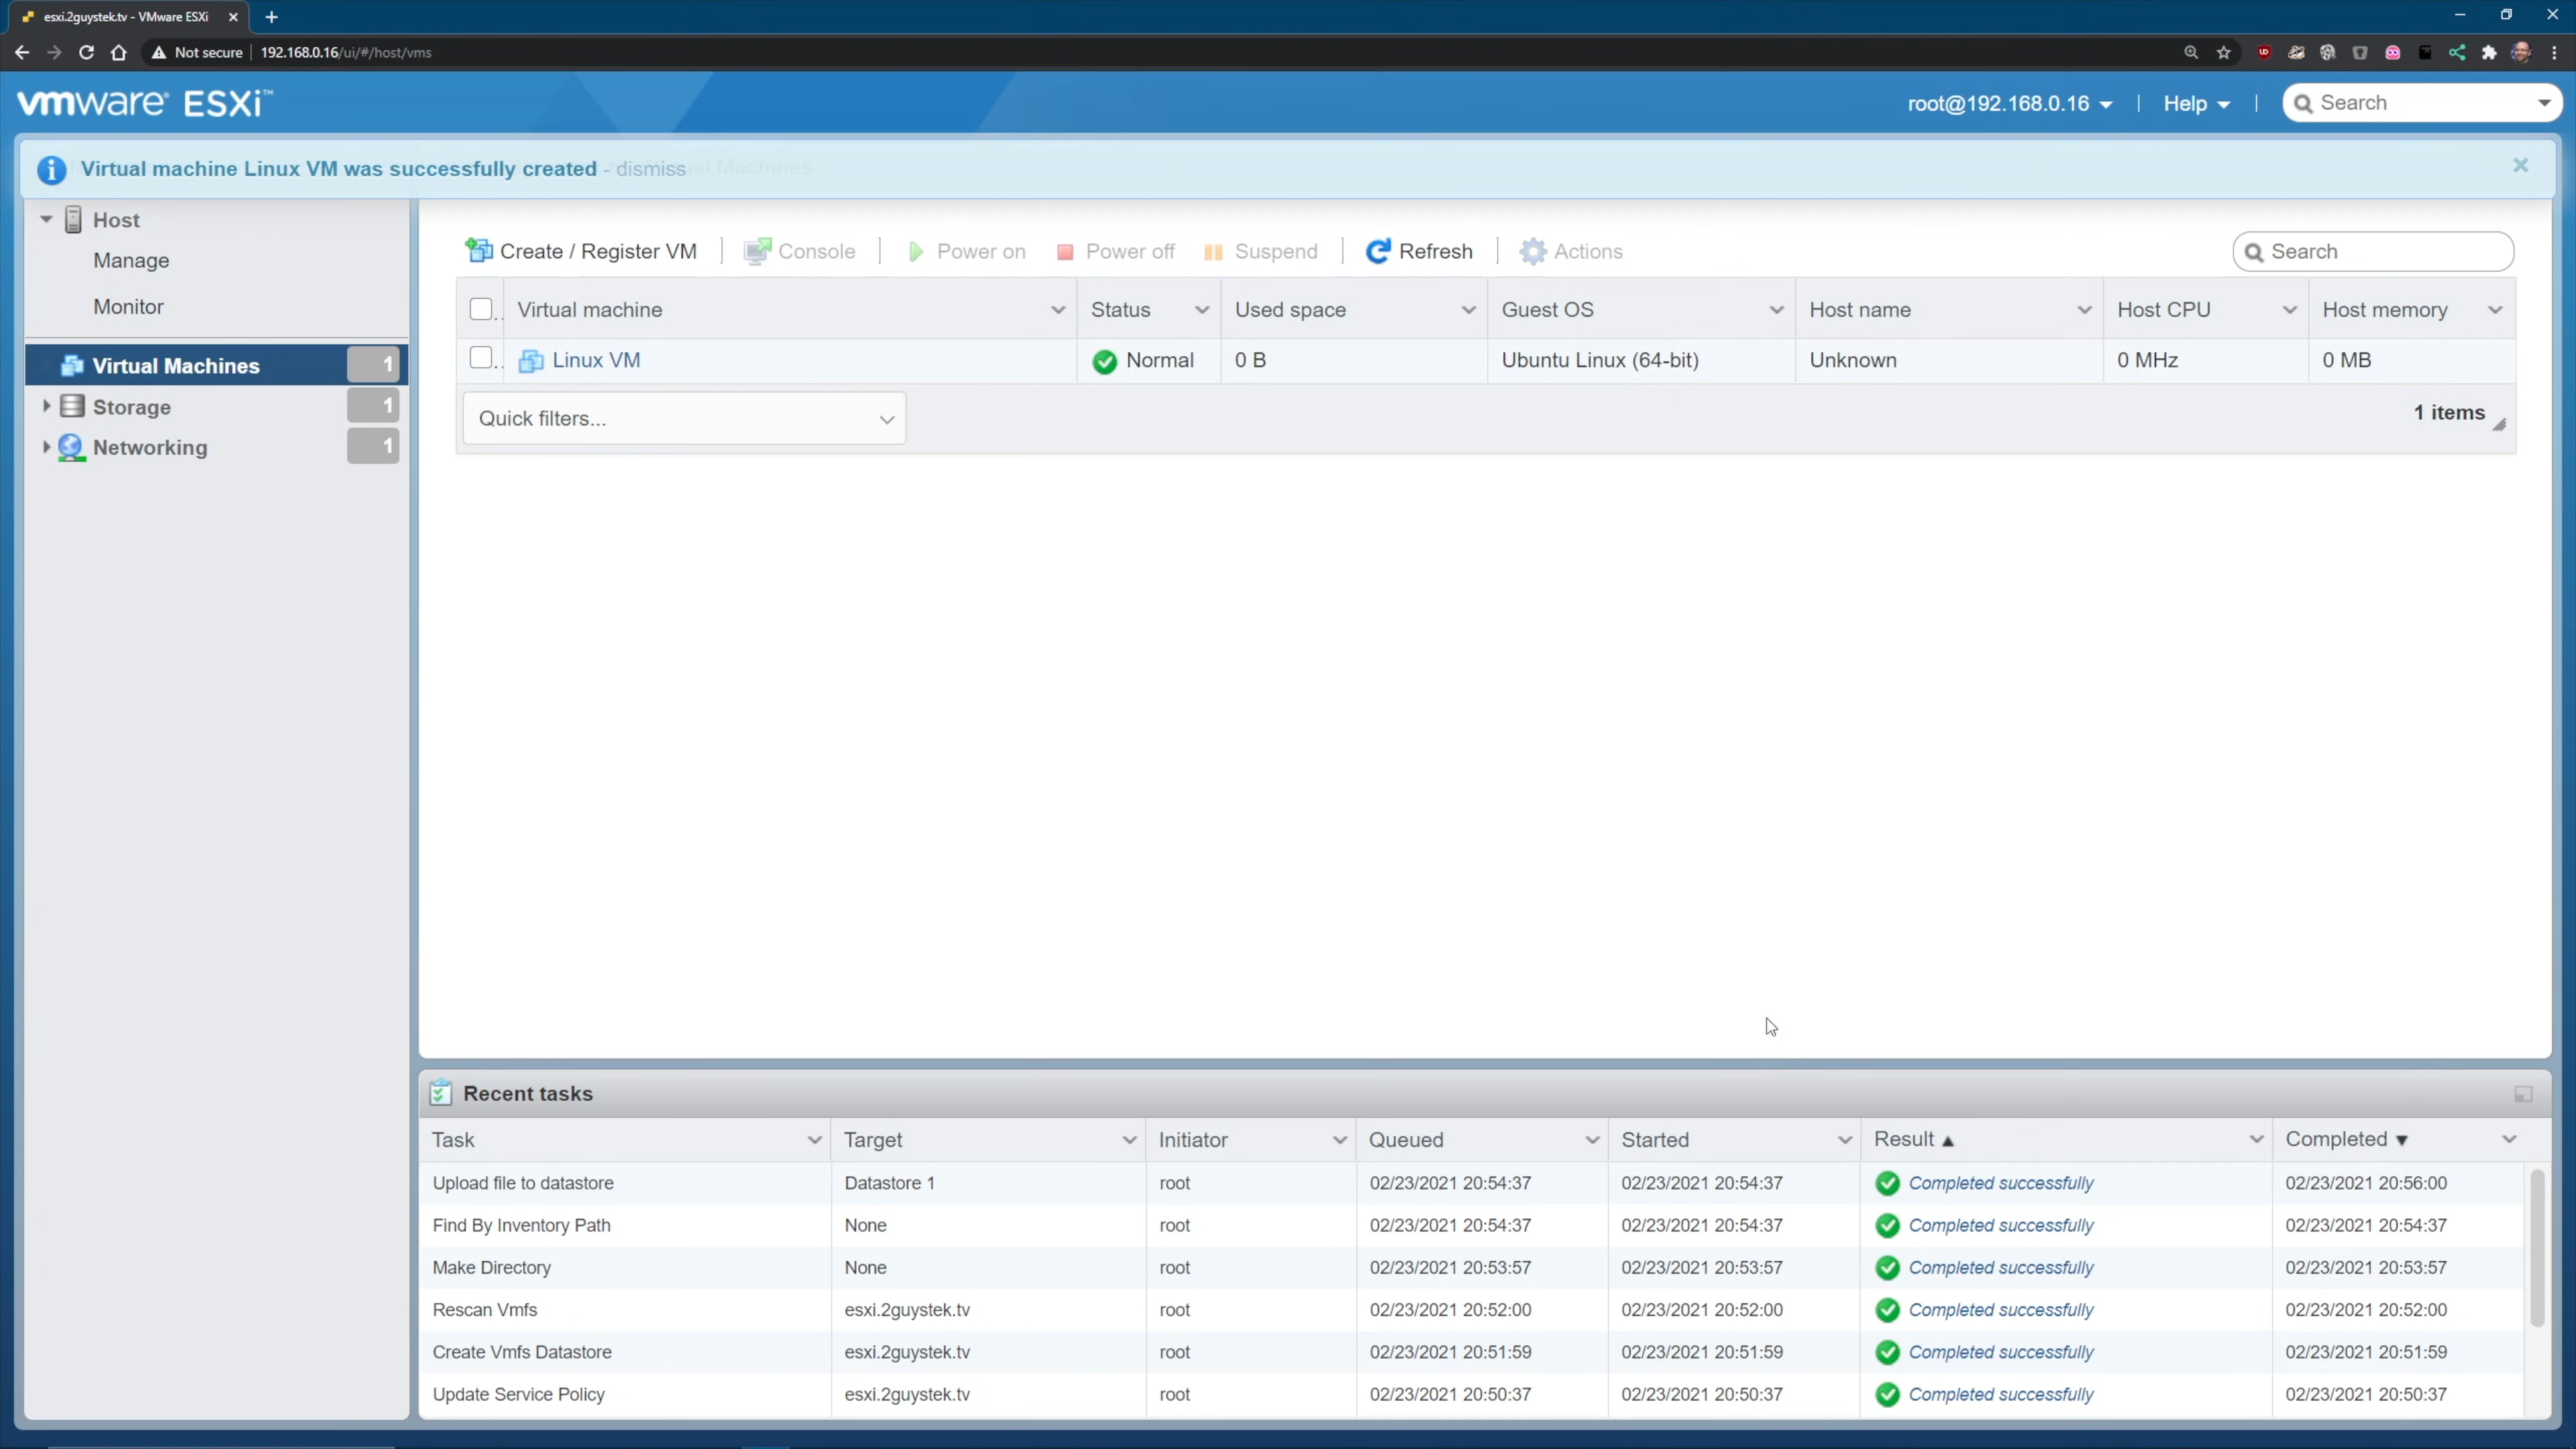 esxi.2guystek.tv - VMware ESXi
Not secure 192.168.0.16/ui/#/host/vms
vmware® ESXi™
root@192.168.0.16 Help Search
Virtual machine Linux VM was successfully created - dismiss
Host
Manage
Monitor
Virtual Machines 1
Storage 1
Networking 1
Create / Register VM Console Power on Power off Suspend Refresh Actions Search
Virtual machine Status Used space Guest OS Host name Host CPU Host memory
Linux VM Normal 0 B Ubuntu Linux (64-bit) Unknown 0 MHz 0 MB
Quick filters... 1 items
Recent tasks
Task Target Initiator Queued Started Result Completed
Upload file to datastore Datastore 1 root 02/23/2021 20:54:37 02/23/2021 20:54:37 Completed successfully 02/23/2021 20:56:00
Find By Inventory Path None root 02/23/2021 20:54:37 02/23/2021 20:54:37 Completed successfully 02/23/2021 20:54:37
Make Directory None root 02/23/2021 20:53:57 02/23/2021 20:53:57 Completed successfully 02/23/2021 20:53:57
Rescan Vmfs esxi.2guystek.tv root 02/23/2021 20:52:00 02/23/2021 20:52:00 Completed successfully 02/23/2021 20:52:00
Create Vmfs Datastore esxi.2guystek.tv root 02/23/2021 20:51:59 02/23/2021 20:51:59 Completed successfully 02/23/2021 20:51:59
Update Service Policy esxi.2guystek.tv root 02/23/2021 20:50:37 02/23/2021 20:50:37 Completed successfully 02/23/2021 20:50:37